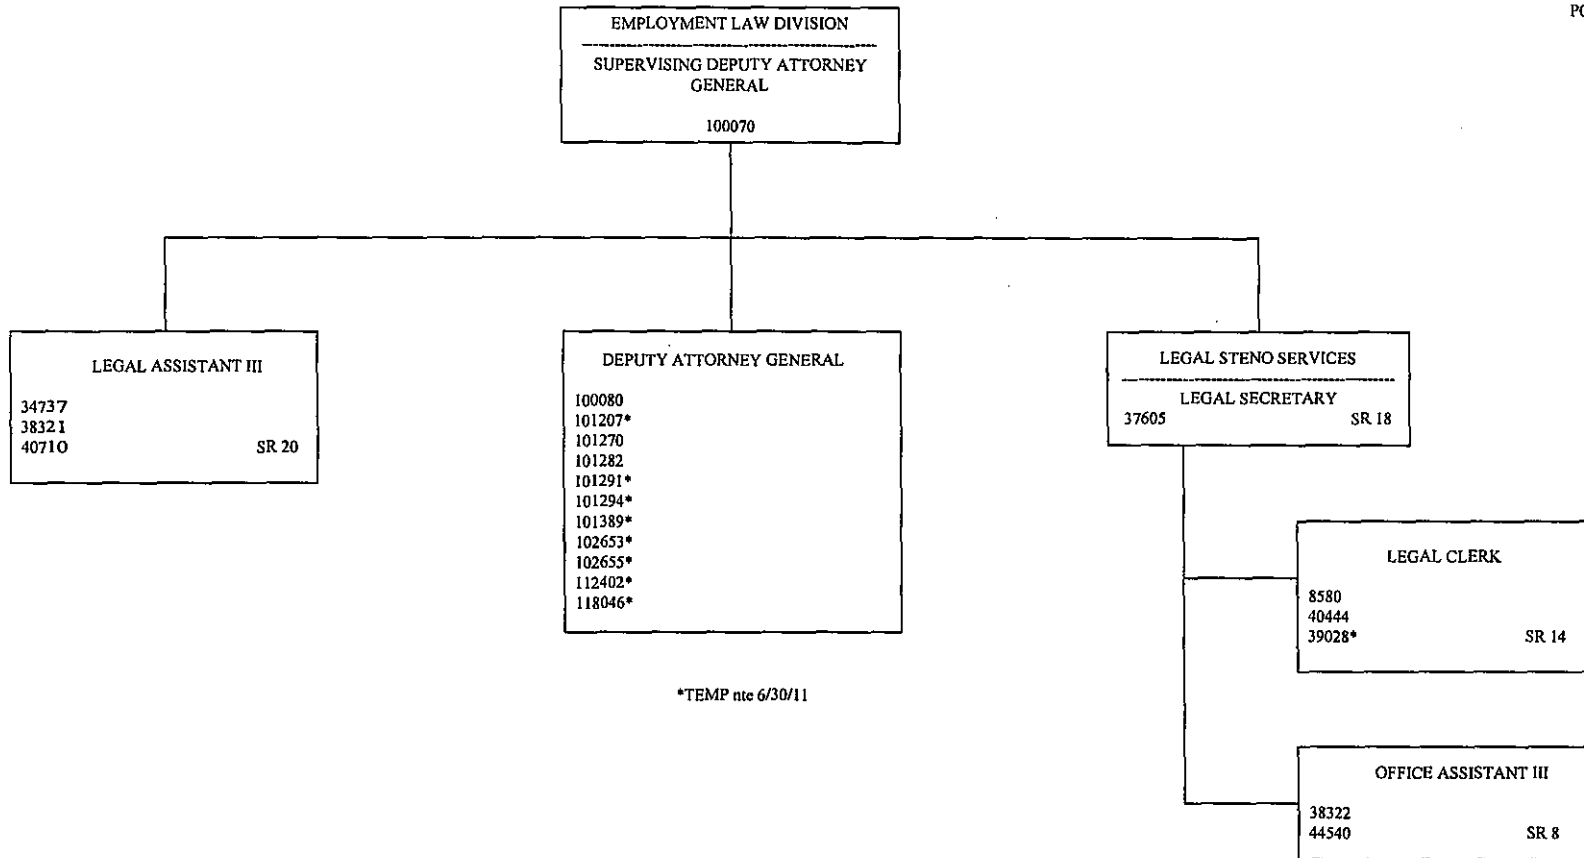 PO
EMPLOYMENT LAW DIVISION
SUPERVISING DEPUTY ATTORNEY
GENERAL
100070
LEGAL ASSISTANT III
34737
38321
40710 SR 20
DEPUTY ATTORNEY GENERAL
100080
101207*
101270
101282
101291*
101294*
101389*
102653*
102655*
112402*
118046*
*TEMP nte 6/30/11
LEGAL STENO SERVICES
LEGAL SECRETARY
37605 SR 18
LEGAL CLERK
8580
40444
39028* SR 14
OFFICE ASSISTANT III
38322
44540 SR 8